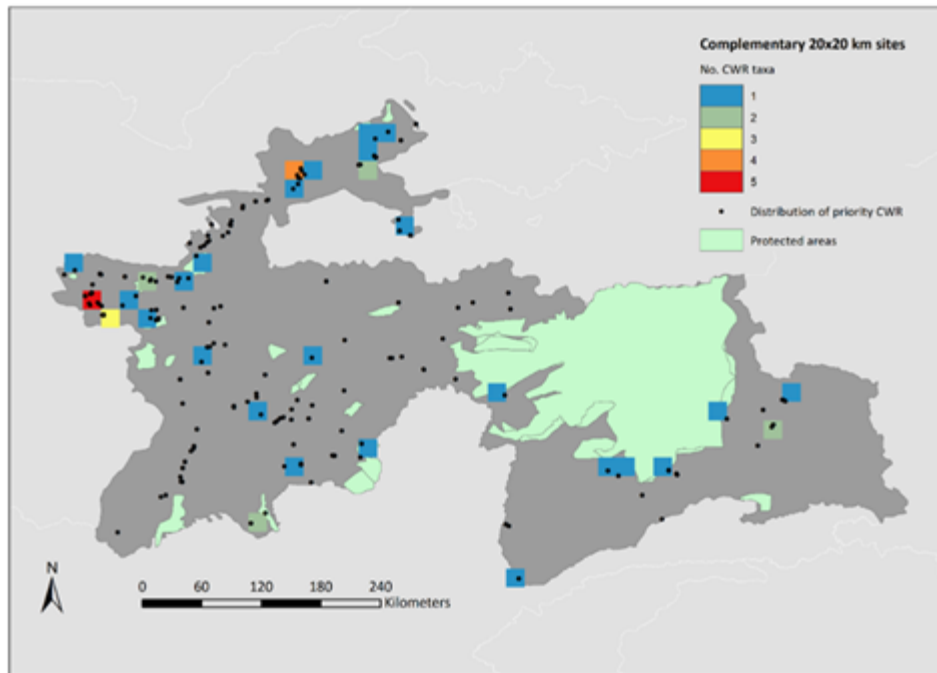 Complementary 20x20 km sites
No. CWR taxa
1
2
3
4
5
Distribution of priority CWR
Protected areas
N
0 60 120 180 240
Kilometers